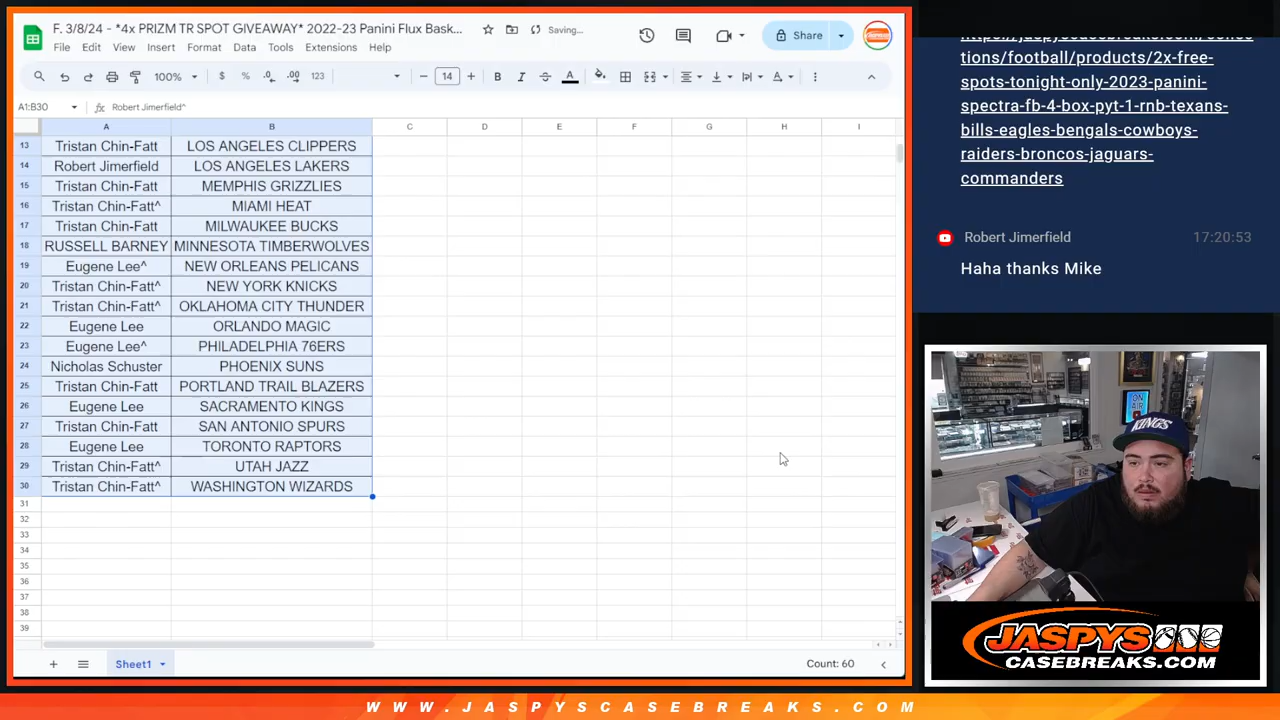 F. 3/8/24 - *4x PRIZM TR SPOT GIVEAWAY* 2022-23 Panini Flux Bask...
Saving...
File Edit View Insert Format Data Tools Extensions Help
Share
100%
$ % .0 .00 123
14
B I S A
A1:B30
fx Robert Jimerfield^
A B C D E F G H I
13 Tristan Chin-Fatt LOS ANGELES CLIPPERS
14 Robert Jimerfield LOS ANGELES LAKERS
15 Tristan Chin-Fatt MEMPHIS GRIZZLIES
16 Tristan Chin-Fatt^ MIAMI HEAT
17 Tristan Chin-Fatt MILWAUKEE BUCKS
18 RUSSELL BARNEY MINNESOTA TIMBERWOLVES
19 Eugene Lee^ NEW ORLEANS PELICANS
20 Tristan Chin-Fatt^ NEW YORK KNICKS
21 Tristan Chin-Fatt^ OKLAHOMA CITY THUNDER
22 Eugene Lee ORLANDO MAGIC
23 Eugene Lee^ PHILADELPHIA 76ERS
24 Nicholas Schuster PHOENIX SUNS
25 Tristan Chin-Fatt PORTLAND TRAIL BLAZERS
26 Eugene Lee SACRAMENTO KINGS
27 Tristan Chin-Fatt SAN ANTONIO SPURS
28 Eugene Lee TORONTO RAPTORS
29 Tristan Chin-Fatt^ UTAH JAZZ
30 Tristan Chin-Fatt^ WASHINGTON WIZARDS
31
32
33
34
35
36
37
38
39
Sheet1
Count: 60
tions/football/products/2x-free-
spots-tonight-only-2023-panini-
spectra-fb-4-box-pyt-1-rnb-texans-
bills-eagles-bengals-cowboys-
raiders-broncos-jaguars-
commanders
Robert Jimerfield 17:20:53
Haha thanks Mike
ON AIR
KINGS
JASPYS
CASEBREAKS.COM
WWW.JASPYSCASEBREAKS.COM